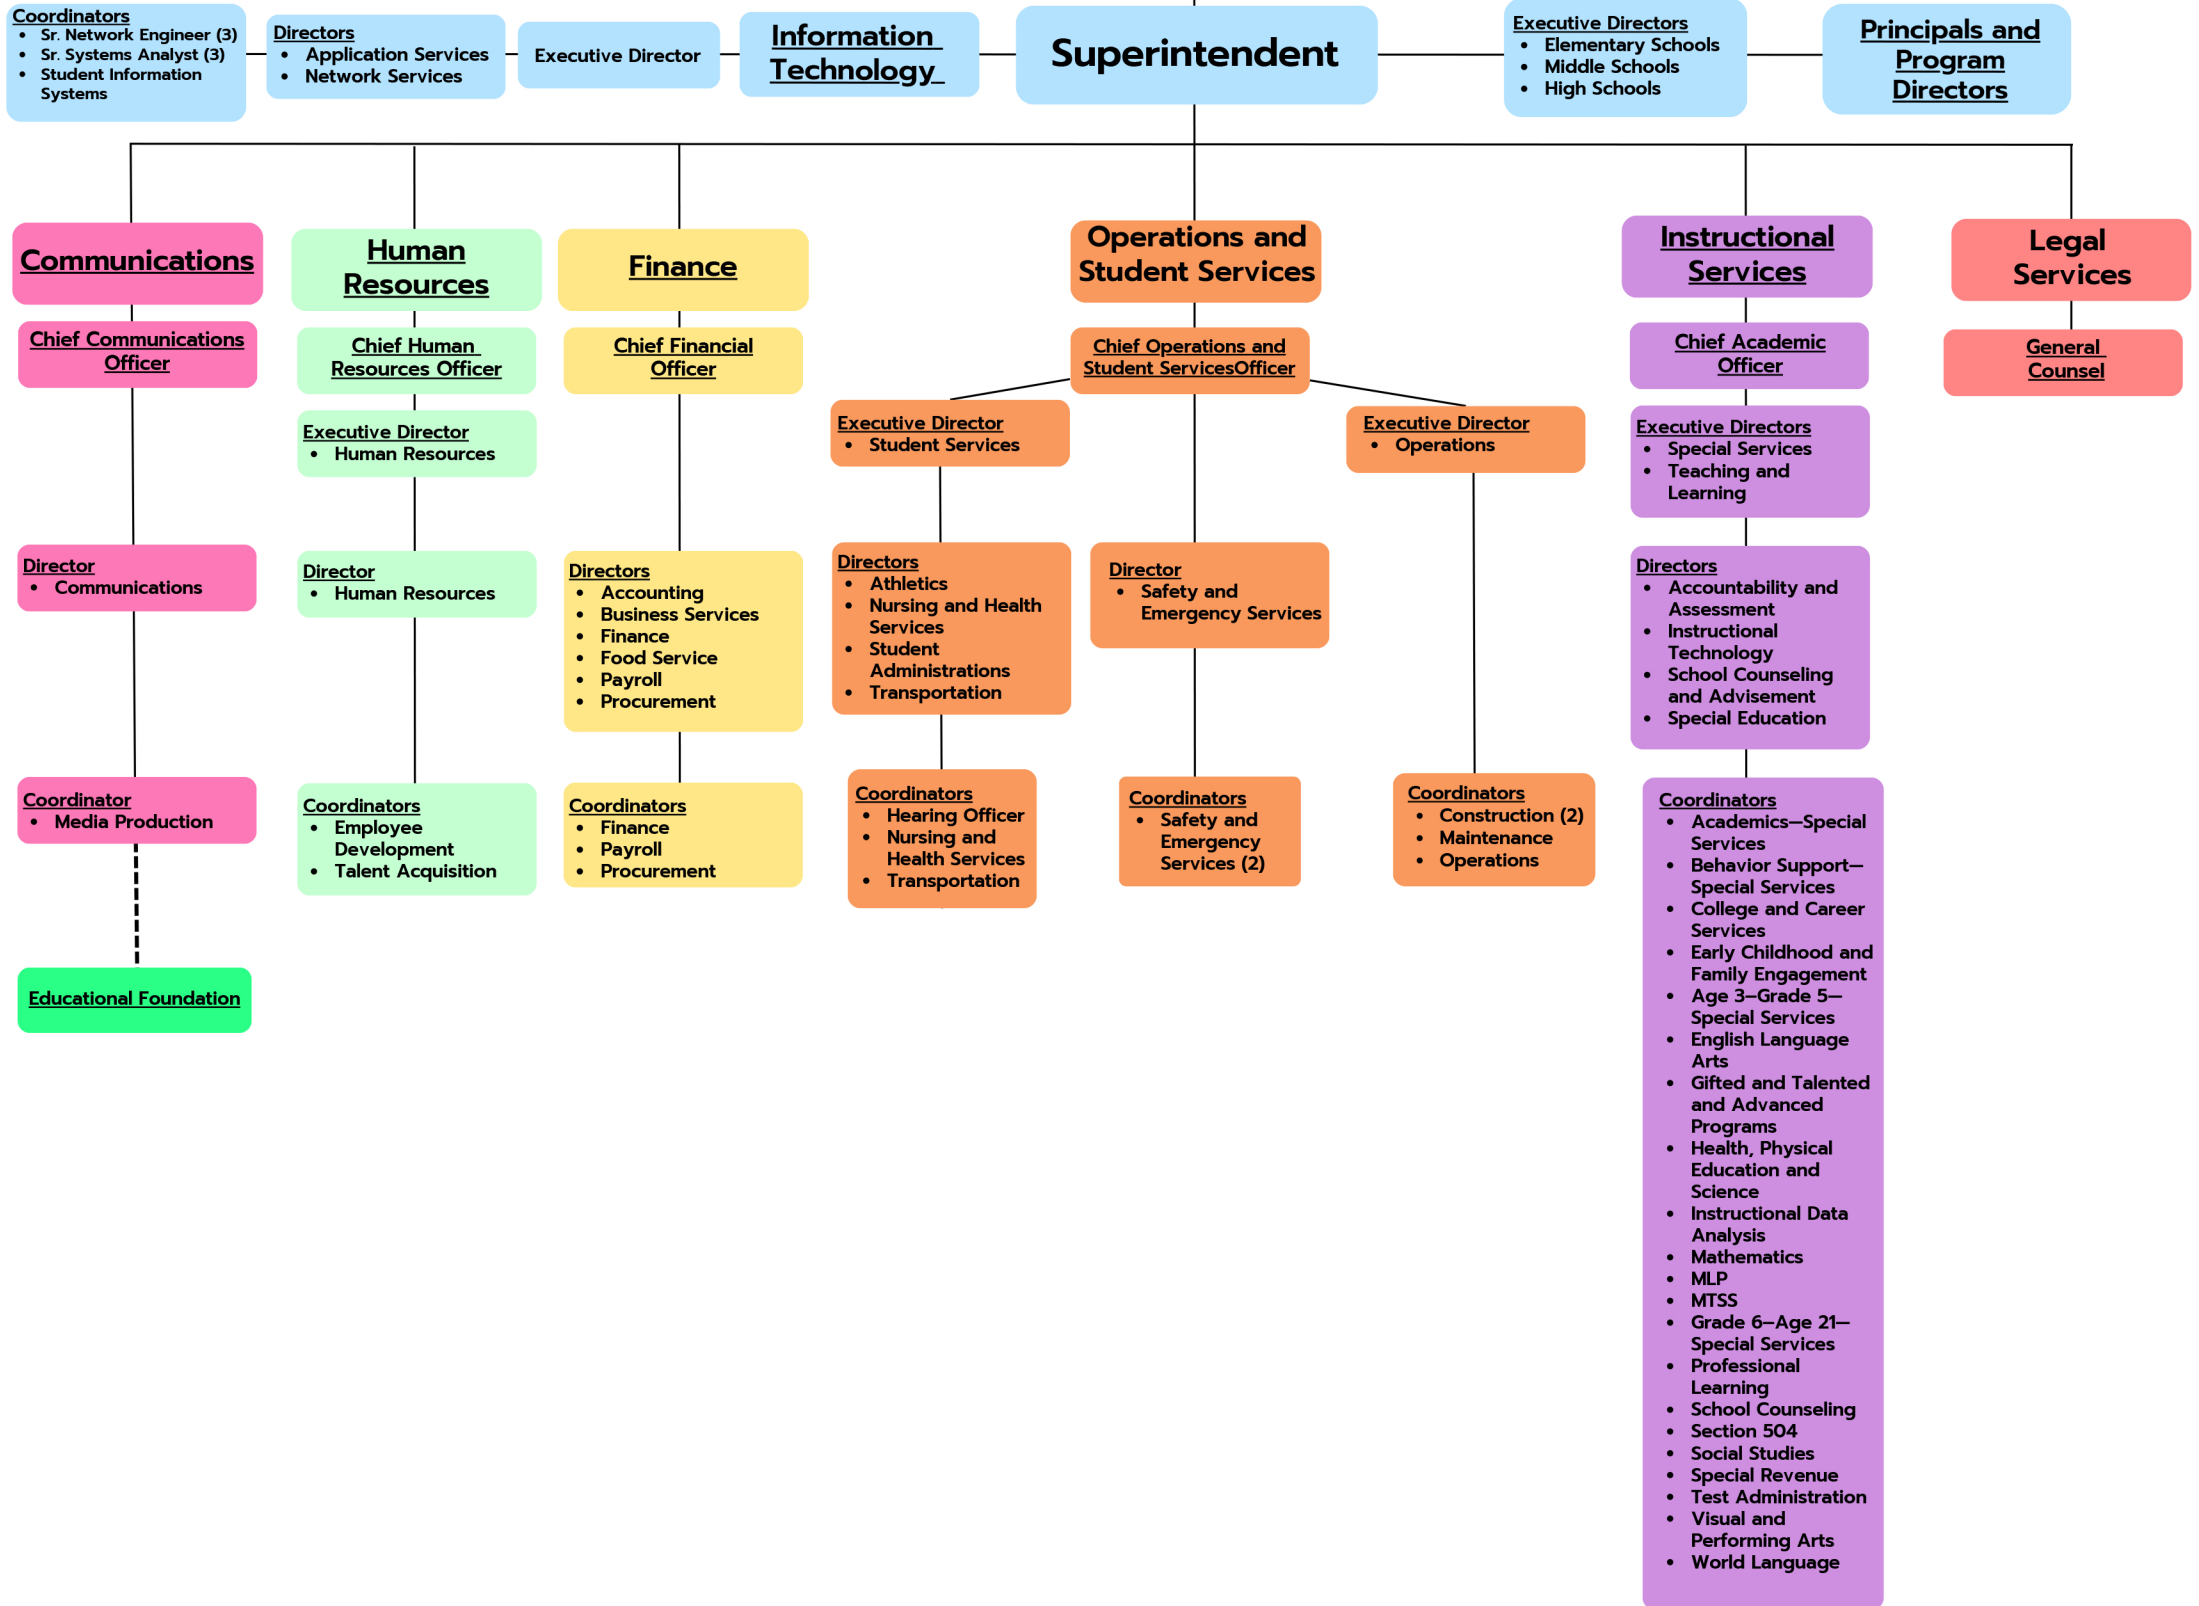 Coordinators
• Sr. Network Engineer (3)
• Sr. Systems Analyst (3)
• Student Information
Systems
Directors
• Application Services
• Network Services
Executive Director
Information
Technology
Superintendent
Executive Directors
• Elementary Schools
• Middle Schools
• High Schools
Principals and
Program
Directors
Communications
Chief Communications
Officer
Director
• Communications
Coordinator
• Media Production
Educational Foundation
Human
Resources
Chief Human
Resources Officer
Executive Director
• Human Resources
Director
• Human Resources
Coordinators
• Employee
Development
• Talent Acquisition
Finance
Chief Financial
Officer
Directors
• Accounting
• Business Services
• Finance
• Food Service
• Payroll
• Procurement
Coordinators
• Finance
• Payroll
• Procurement
Operations and
Student Services
Chief Operations and
Student ServicesOfficer
Executive Director
• Student Services
Directors
• Athletics
• Nursing and Health
Services
• Student
Administrations
• Transportation
Coordinators
• Hearing Officer
• Nursing and
Health Services
• Transportation
Director
• Safety and
Emergency Services
Coordinators
• Safety and
Emergency
Services (2)
Executive Director
• Operations
Coordinators
• Construction (2)
• Maintenance
• Operations
Instructional
Services
Chief Academic
Officer
Executive Directors
• Special Services
• Teaching and
Learning
Directors
• Accountability and
Assessment
• Instructional
Technology
• School Counseling
and Advisement
• Special Education
Coordinators
• Academics—Special
Services
• Behavior Support—
Special Services
• College and Career
Services
• Early Childhood and
Family Engagement
• Age 3–Grade 5—
Special Services
• English Language
Arts
• Gifted and Talented
and Advanced
Programs
• Health, Physical
Education and
Science
• Instructional Data
Analysis
• Mathematics
• MLP
• MTSS
• Grade 6–Age 21—
Special Services
• Professional
Learning
• School Counseling
• Section 504
• Social Studies
• Special Revenue
• Test Administration
• Visual and
Performing Arts
• World Language
Legal
Services
General
Counsel